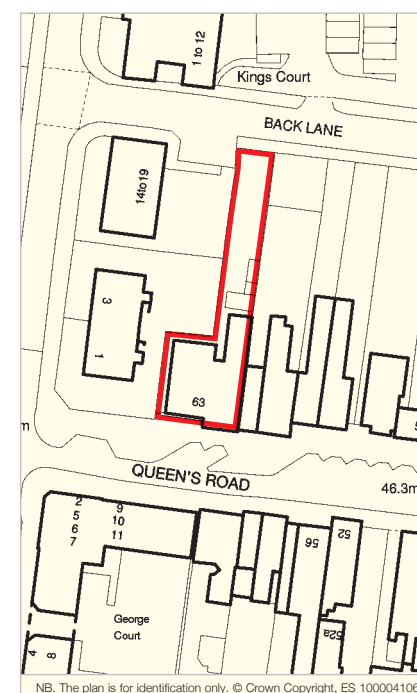 1 to 12
Kings Court
BACK LANE
14to19
3
1
63
m
QUEEN'S ROAD
46.3m
2
5
6
7
9
10
11
56
52
52a
George
Court
4
8
NB. The plan is for identification only. © Crown Copyright, ES 100004106